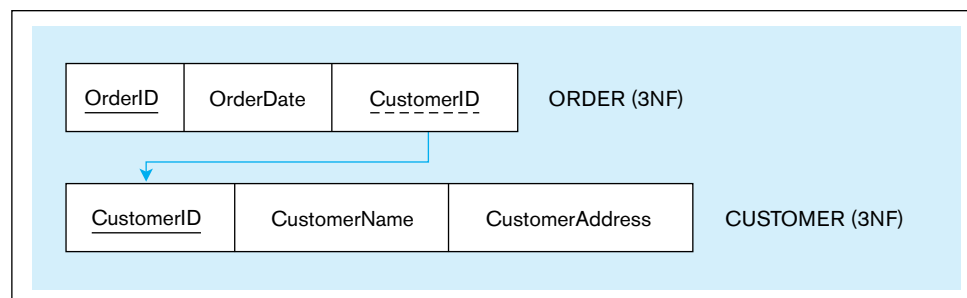 OrderID OrderDate CustomerID ORDER (3NF)
CustomerID CustomerName CustomerAddress CUSTOMER (3NF)